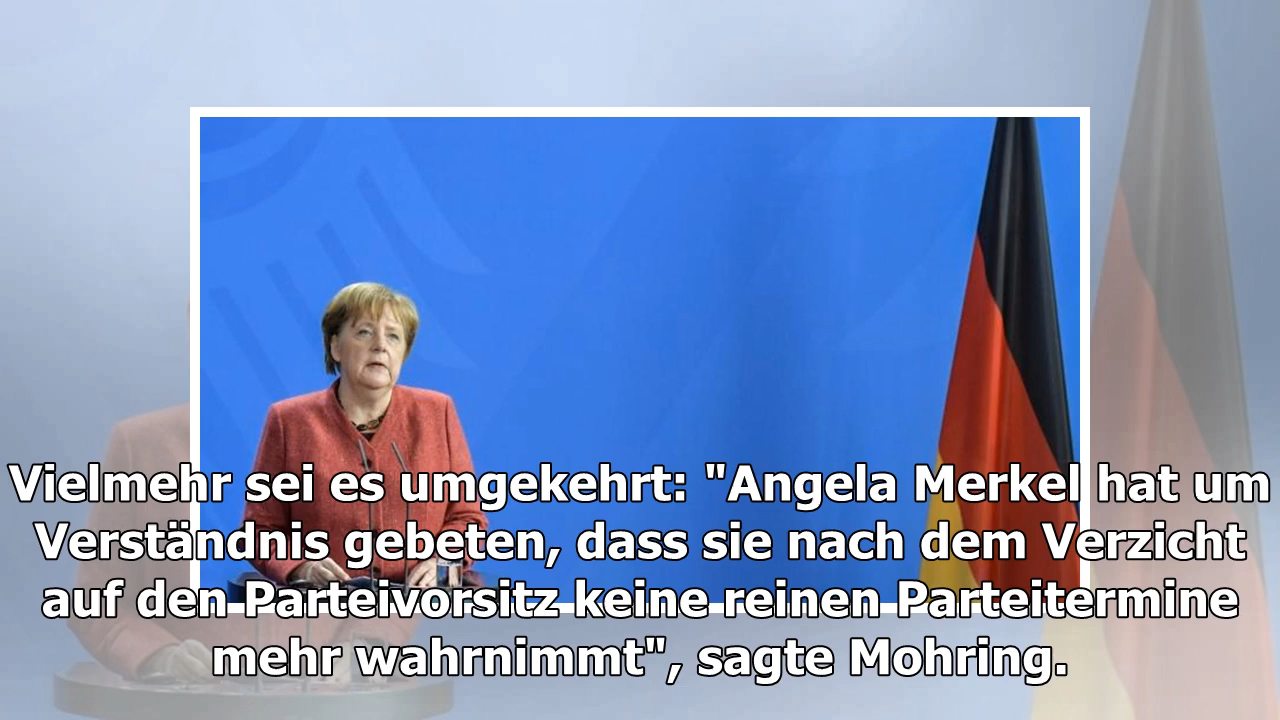 Vielmehr sei es umgekehrt: "Angela Merkel hat um
Verständnis gebeten, dass sie nach dem Verzicht
auf den Parteivorsitz keine reinen Parteitermine
mehr wahrnimmt", sagte Mohring.